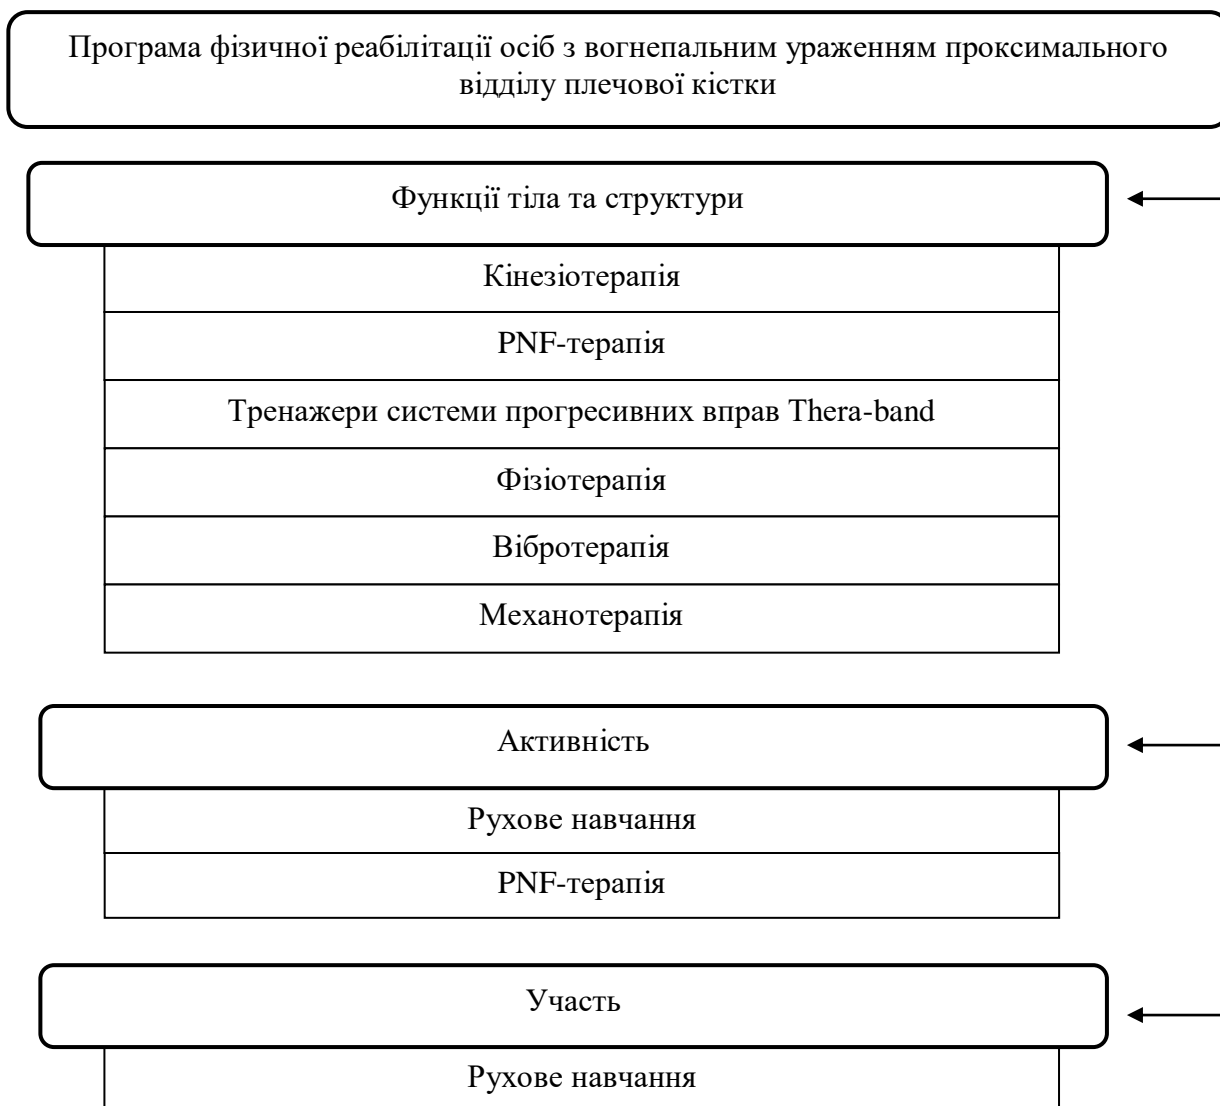 Програма фізичної реабілітації осіб з вогнепальним ураженням проксимального
відділу плечової кістки
Функції тіла та структури
Кінезіотерапія
PNF-терапія
Тренажери системи прогресивних вправ Thera-band
Фізіотерапія
Вібротерапія
Механотерапія
Активність
Рухове навчання
PNF-терапія
Участь
Рухове навчання